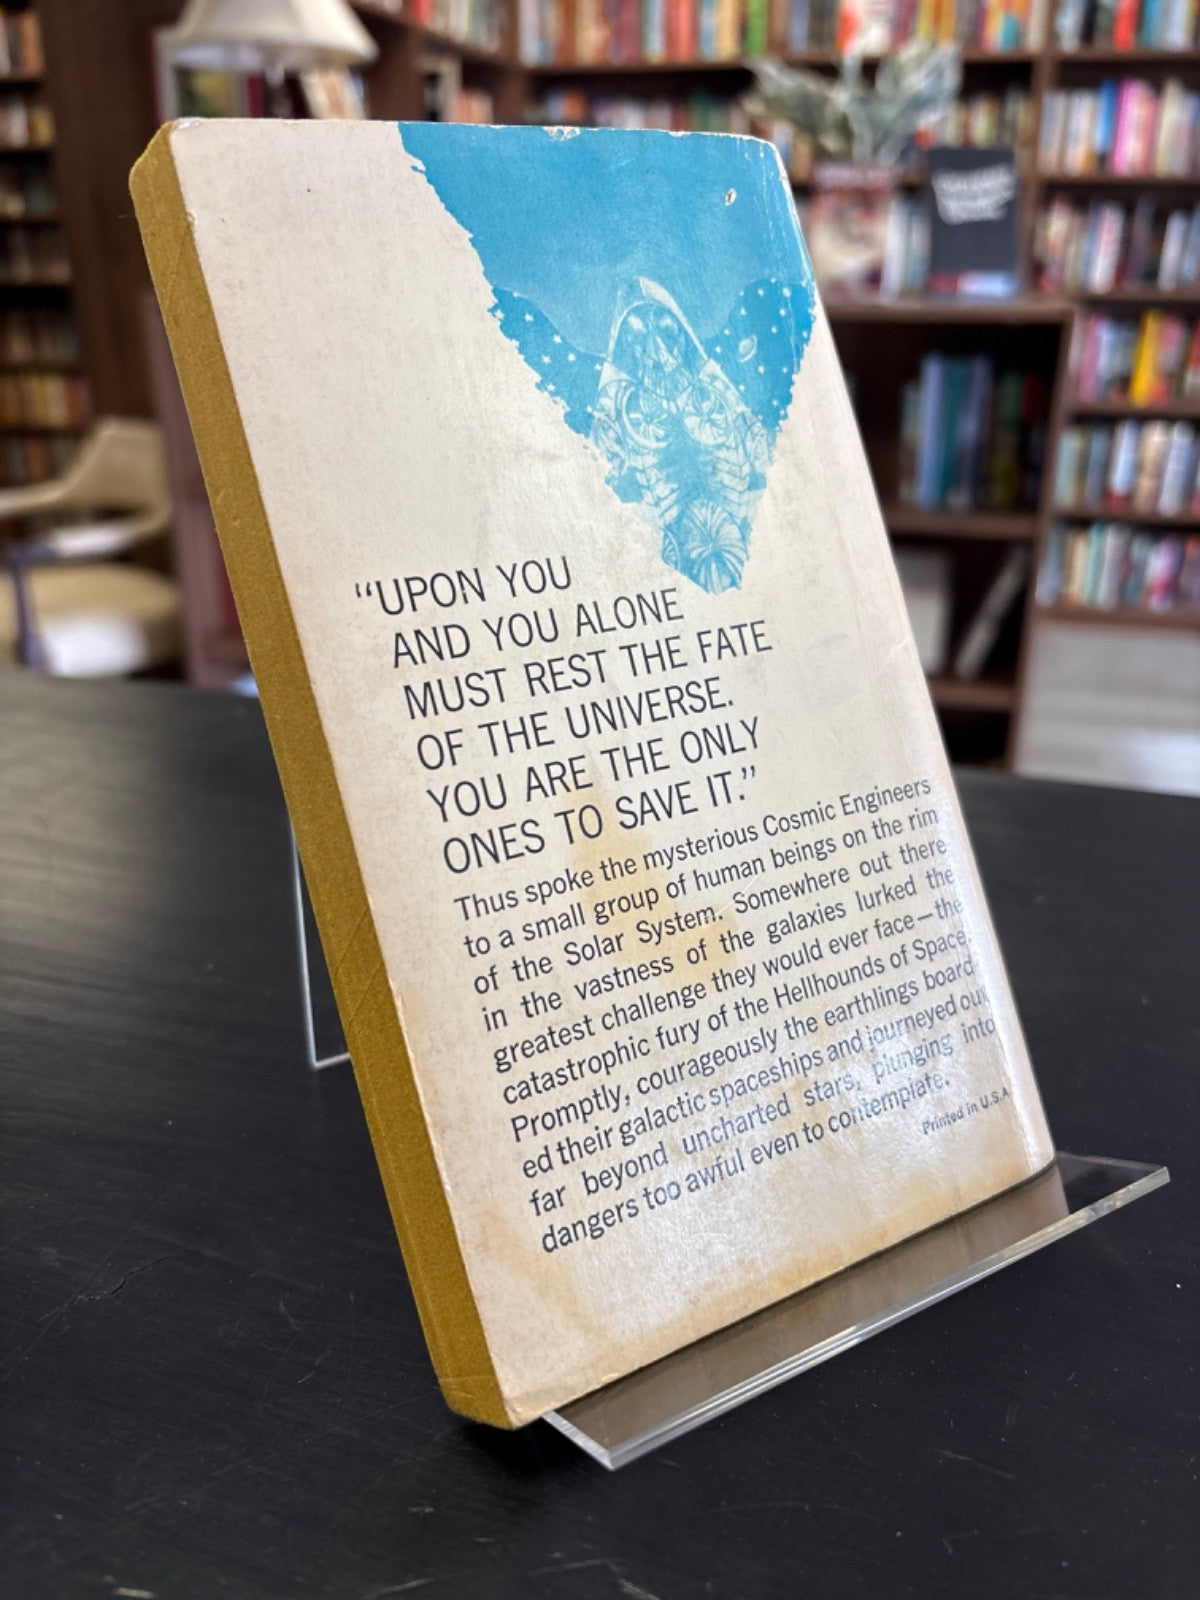 “UPON YOU
AND YOU ALONE
MUST REST THE FATE
OF THE UNIVERSE.
YOU ARE THE ONLY
ONES TO SAVE IT.”
Thus spoke the mysterious Cosmic Engineers
to a small group of human beings on the rim
of the Solar System. Somewhere out there
in the vastness of the galaxies lurked the
greatest challenge they would ever face—the
catastrophic fury of the Hellhounds of Space.
Promptly, courageously the earthlings board-
ed their galactic spaceships and journeyed out,
far beyond uncharted stars, plunging into
dangers too awful even to contemplate.
Printed in U.S.A.